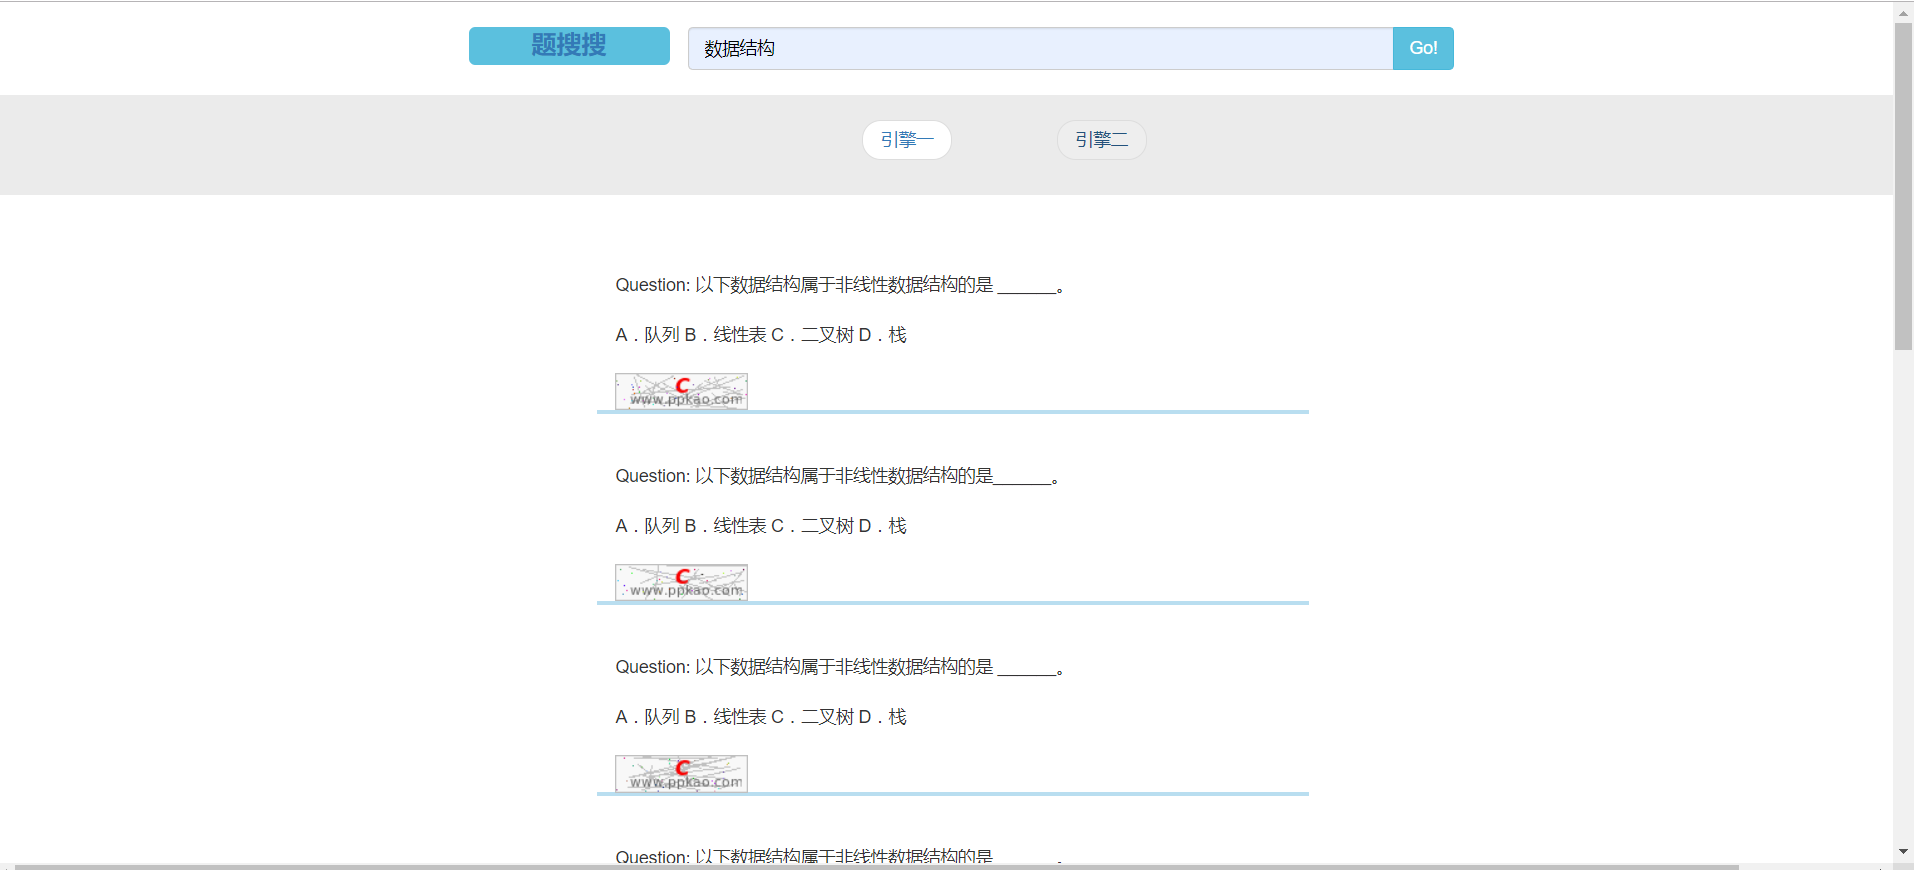 题搜搜
数据结构
Go!
引擎一
引擎二
Question: 以下数据结构属于非线性数据结构的是 ______。
A．队列 B．线性表 C．二叉树 D．栈
C
www.ppkao.com
Question: 以下数据结构属于非线性数据结构的是______。
A．队列 B．线性表 C．二叉树 D．栈
C
www.ppkao.com
Question: 以下数据结构属于非线性数据结构的是 ______。
A．队列 B．线性表 C．二叉树 D．栈
C
www.ppkao.com
Question: 以下数据结构属于非线性数据结构的是